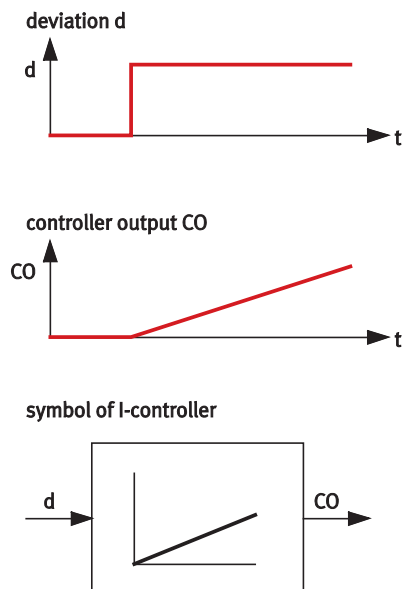 deviation d
d
t
controller output CO
CO
t
symbol of I-controller
d
CO